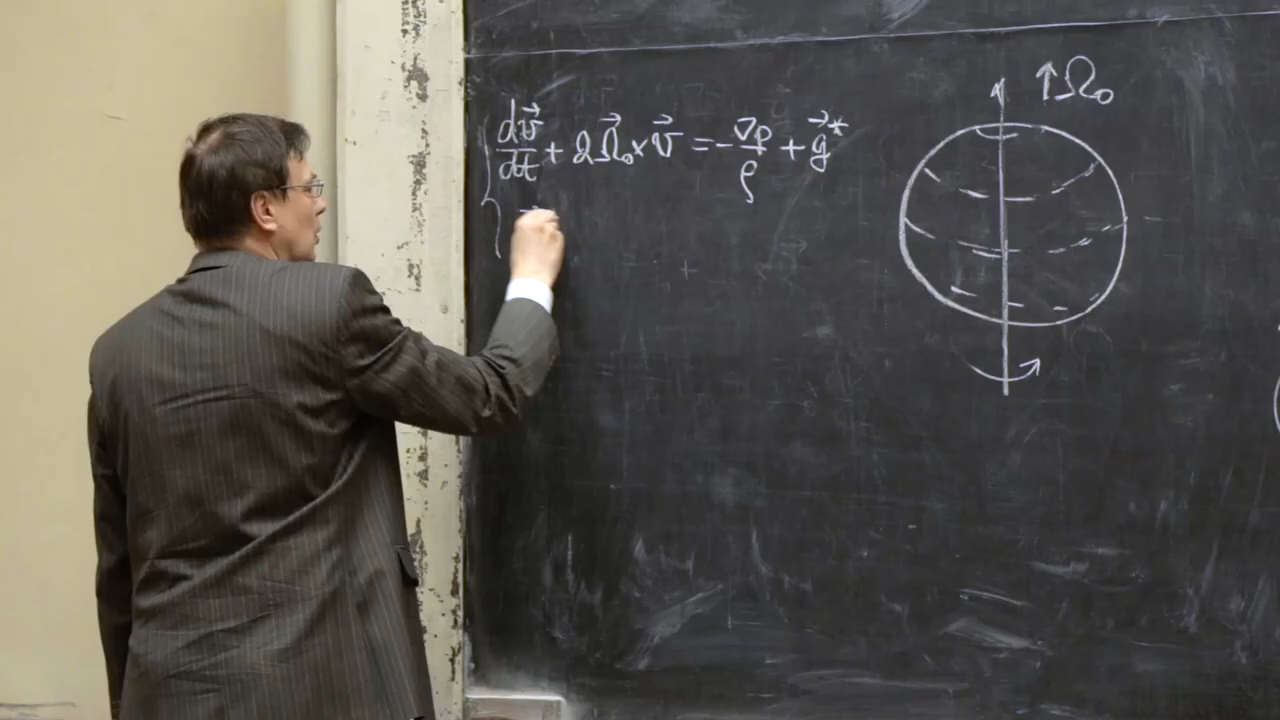 dv⃗/dt + 2Ω⃗₀ × v⃗ = -∇p/ρ + g⃗*
↑Ω₀